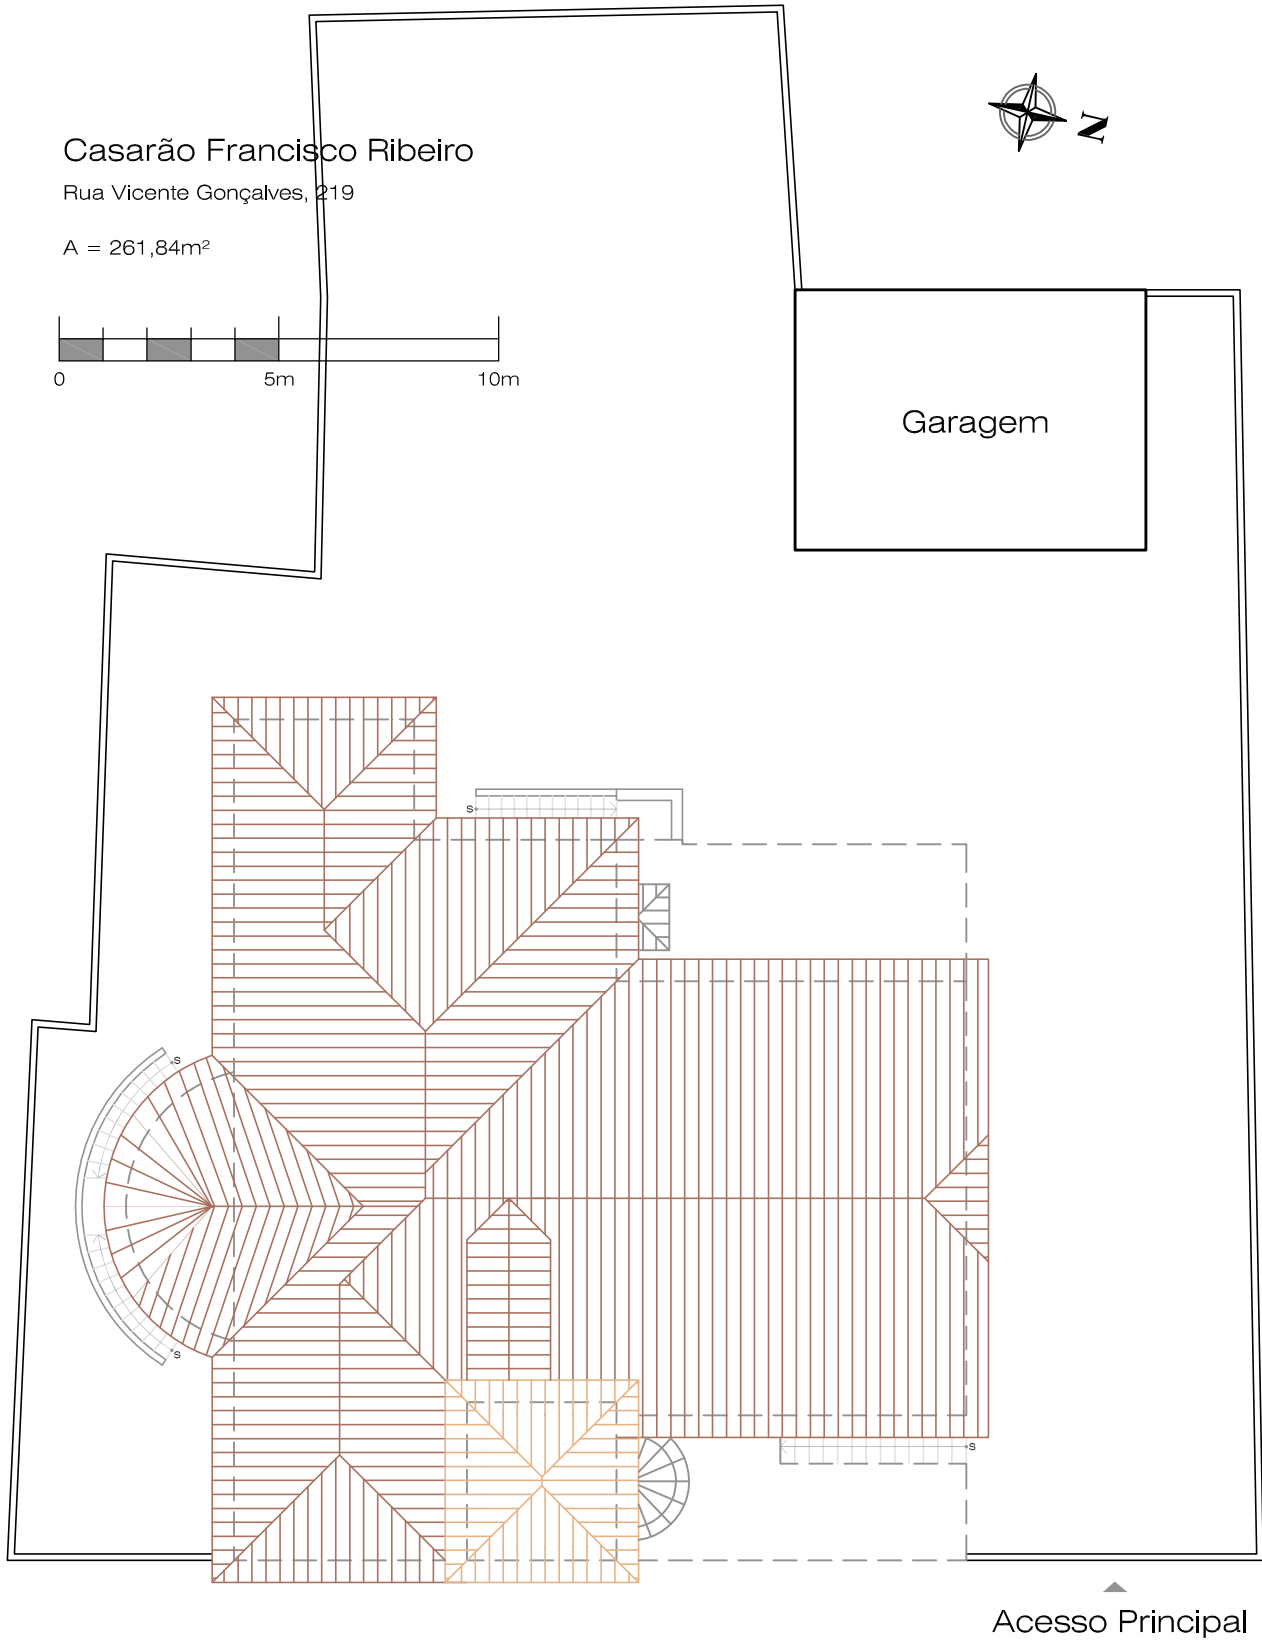 N
Casarão Francisco Ribeiro
Rua Vicente Gonçalves, 219
A = 261,84m²
0 5m 10m
Garagem
s
s
s
s
Acesso Principal